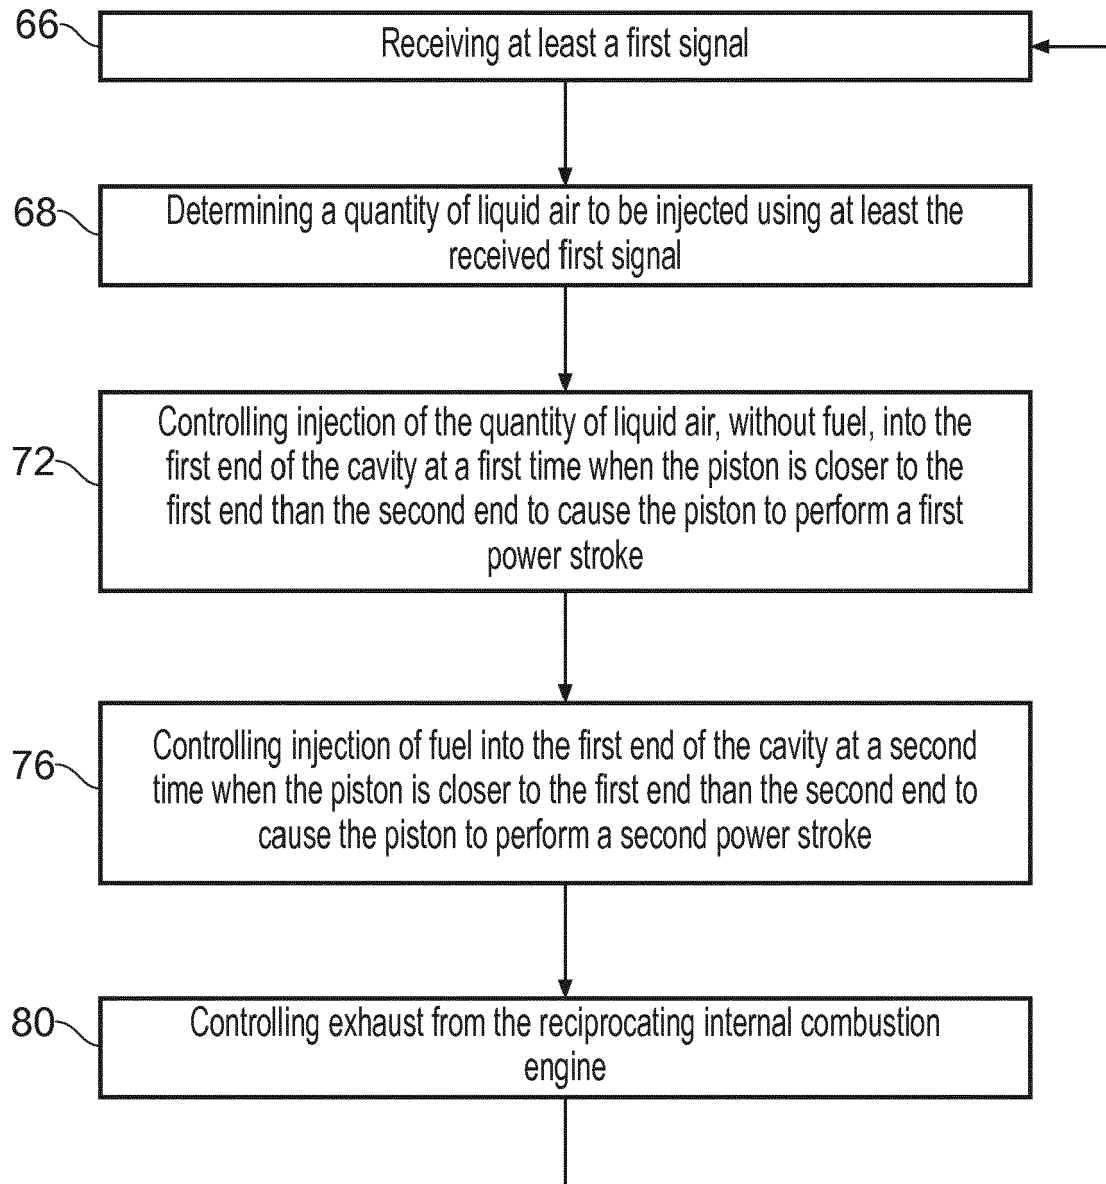 66
Receiving at least a first signal
68
Determining a quantity of liquid air to be injected using at least the
received first signal
72
Controlling injection of the quantity of liquid air, without fuel, into the
first end of the cavity at a first time when the piston is closer to the
first end than the second end to cause the piston to perform a first
power stroke
76
Controlling injection of fuel into the first end of the cavity at a second
time when the piston is closer to the first end than the second end to
cause the piston to perform a second power stroke
80
Controlling exhaust from the reciprocating internal combustion
engine